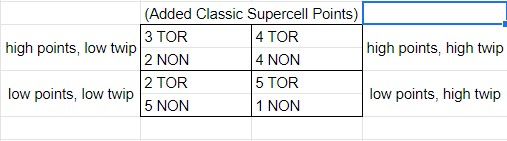 (Added Classic Supercell Points)
high points, low twip
3 TOR
4 TOR
high points, high twip
2 NON
4 NON
low points, low twip
2 TOR
5 TOR
low points, high twip
5 NON
1 NON